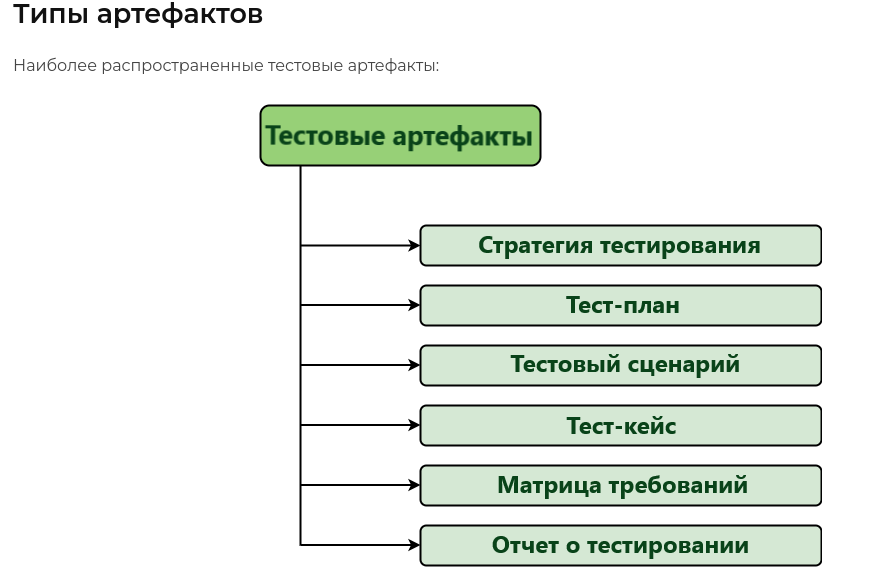 Типы артефактов
Наиболее распространенные тестовые артефакты:
Тестовые артефакты
Стратегия тестирования
Тест-план
Тестовый сценарий
Тест-кейс
Матрица требований
Отчет о тестировании